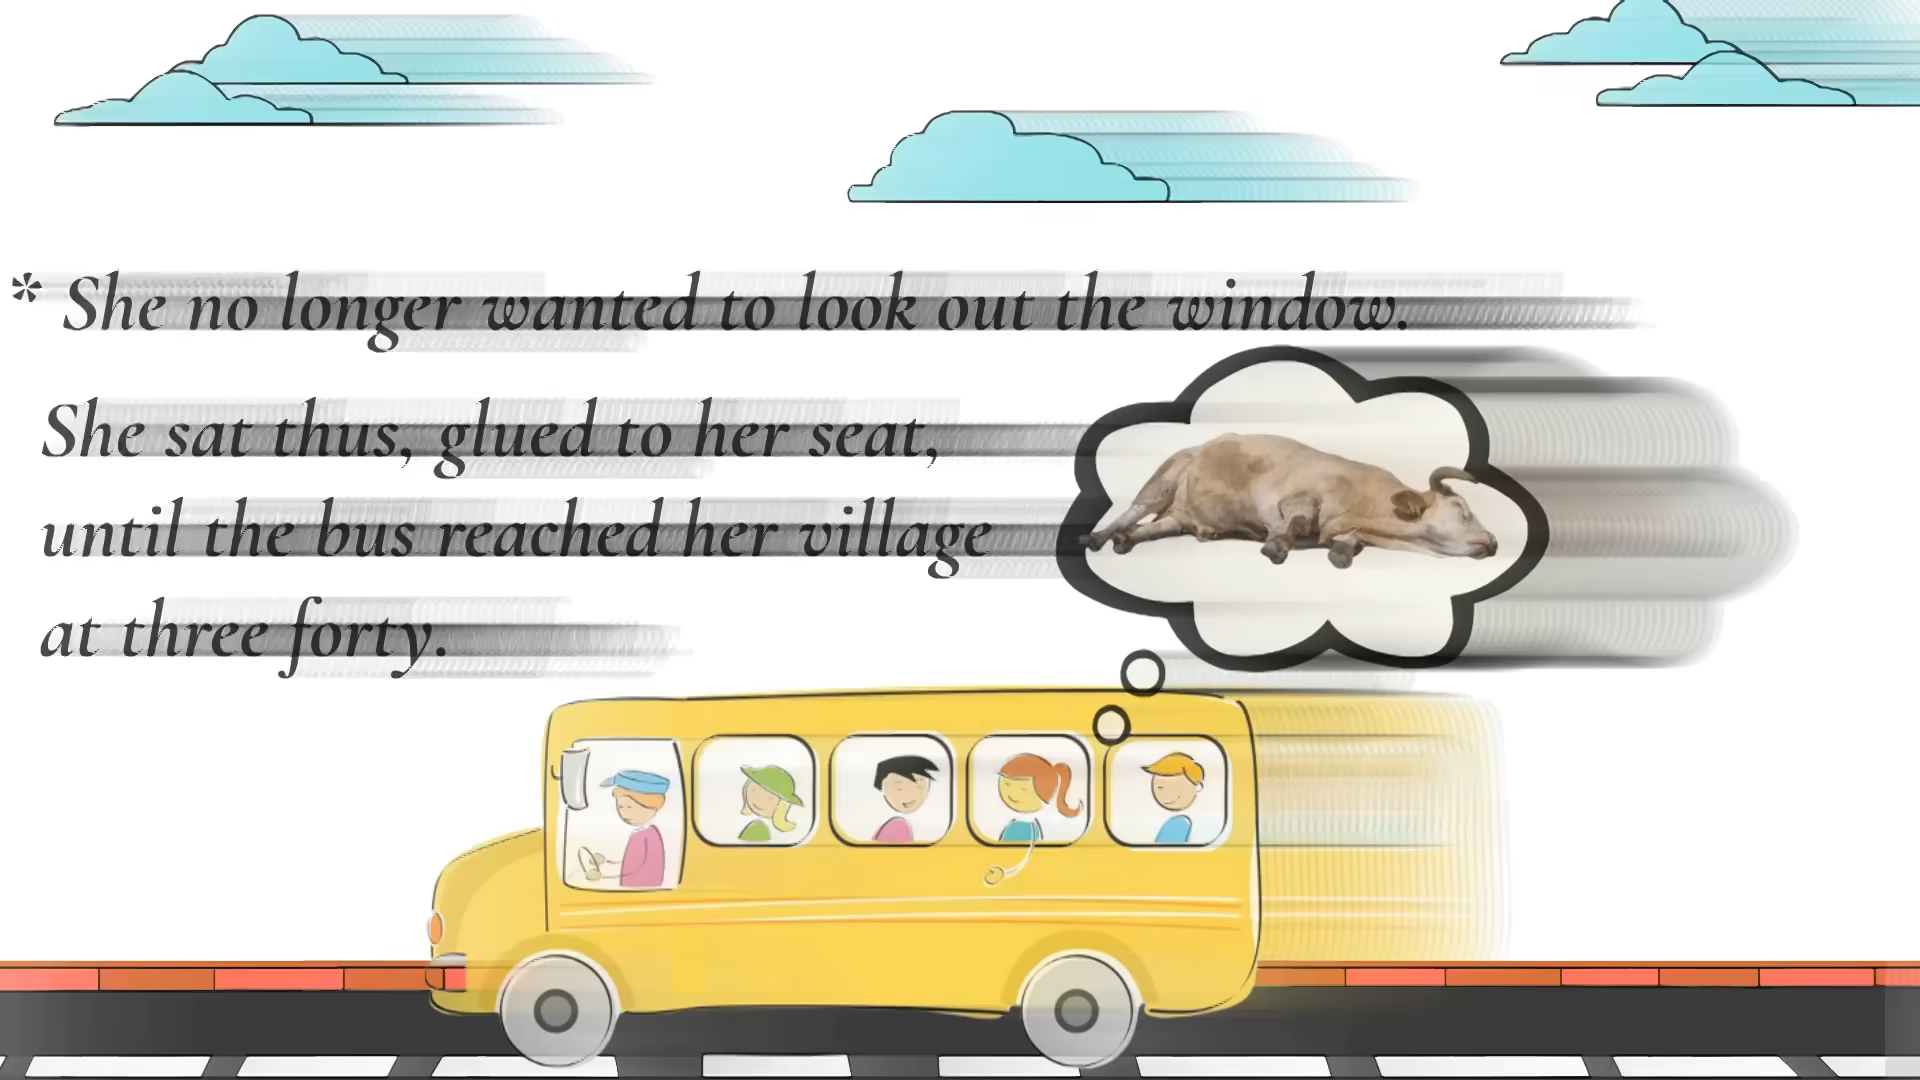 * She no longer wanted to look out the window.
She sat thus, glued to her seat,
until the bus reached her village
at three forty.